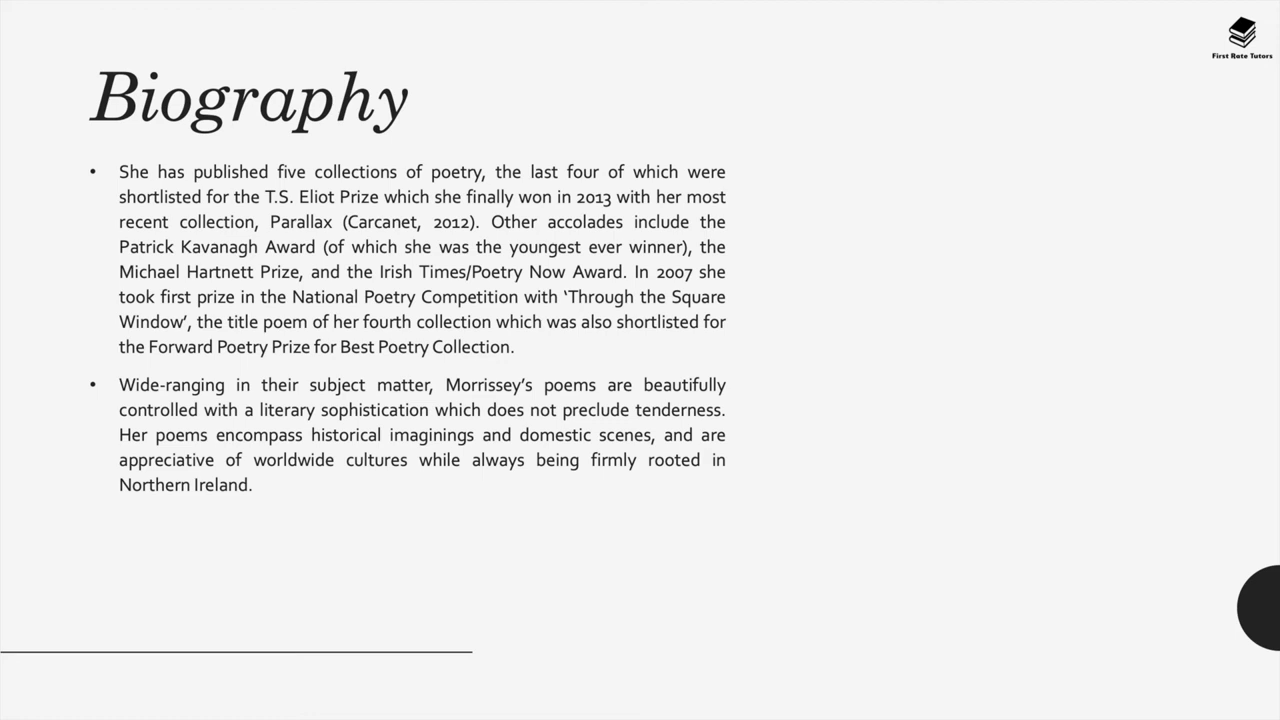 First Rate Tutors
Biography
• She has published five collections of poetry, the last four of which were
shortlisted for the T.S. Eliot Prize which she finally won in 2013 with her most
recent collection, Parallax (Carcanet, 2012). Other accolades include the
Patrick Kavanagh Award (of which she was the youngest ever winner), the
Michael Hartnett Prize, and the Irish Times/Poetry Now Award. In 2007 she
took first prize in the National Poetry Competition with ‘Through the Square
Window’, the title poem of her fourth collection which was also shortlisted for
the Forward Poetry Prize for Best Poetry Collection.
• Wide-ranging in their subject matter, Morrissey’s poems are beautifully
controlled with a literary sophistication which does not preclude tenderness.
Her poems encompass historical imaginings and domestic scenes, and are
appreciative of worldwide cultures while always being firmly rooted in
Northern Ireland.